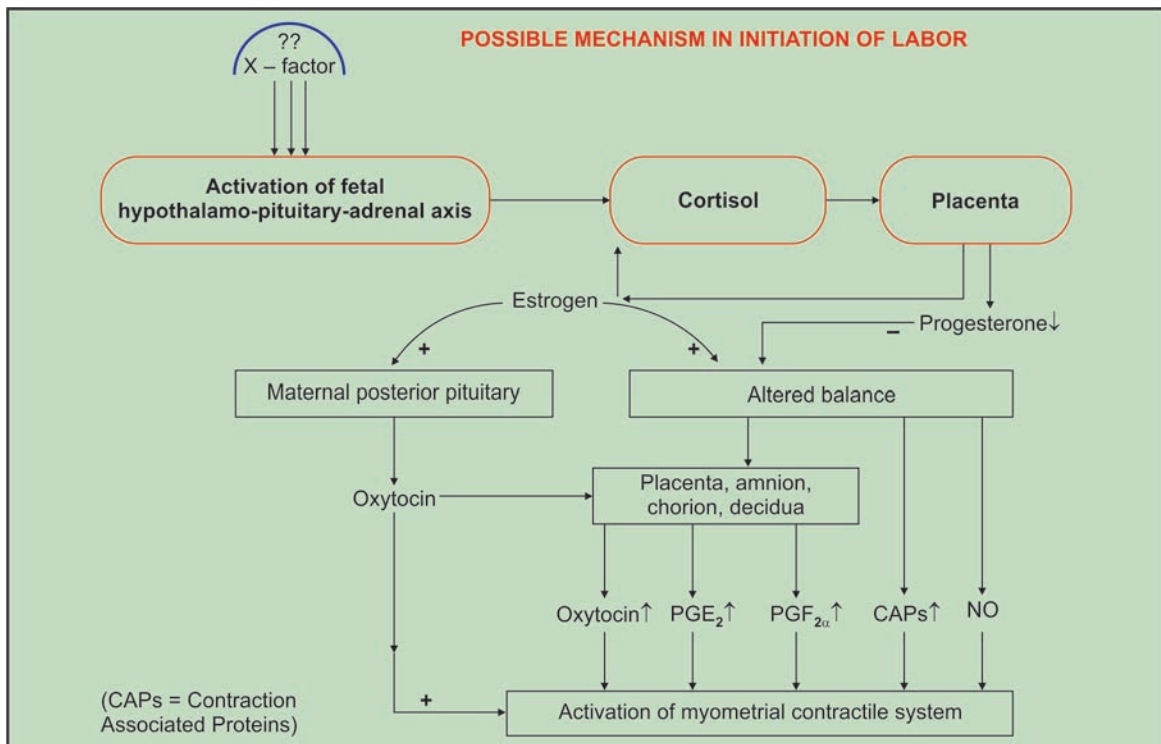 POSSIBLE MECHANISM IN INITIATION OF LABOR
??
X – factor
Activation of fetal
hypothalamo-pituitary-adrenal axis
Cortisol
Placenta
Estrogen
Progesterone↓
–
+
+
Maternal posterior pituitary
Altered balance
Placenta, amnion,
chorion, decidua
Oxytocin
Oxytocin↑
PGE₂↑
PGF₂α↑
CAPs↑
NO
(CAPs = Contraction
Associated Proteins)
+
Activation of myometrial contractile system